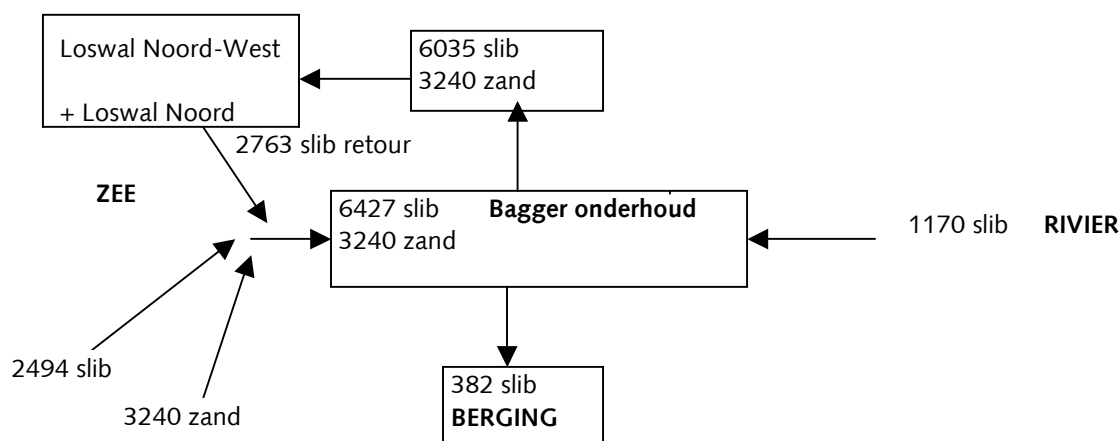 Loswal Noord-West
+ Loswal Noord
6035 slib
3240 zand
2763 slib retour
ZEE
6427 slib Bagger onderhoud
3240 zand
1170 slib RIVIER
2494 slib
3240 zand
382 slib
BERGING